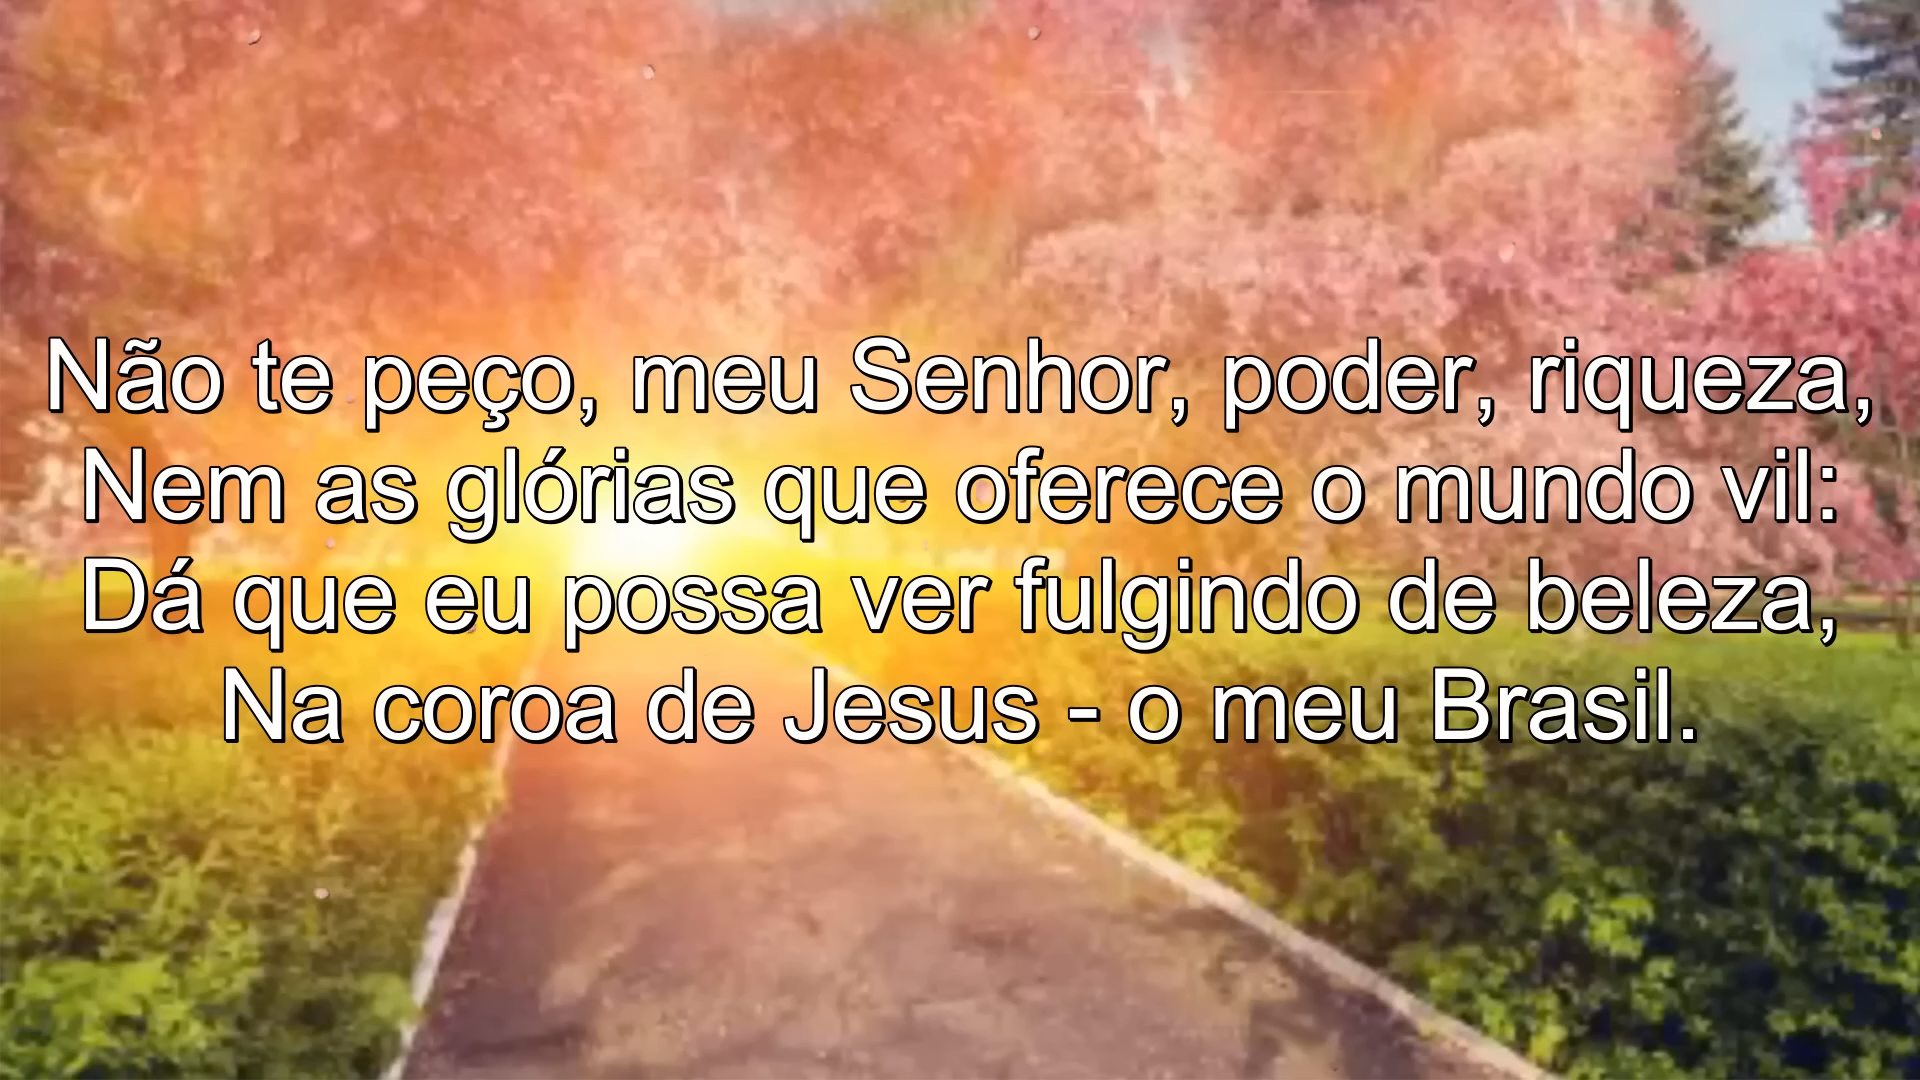 Não te peço, meu Senhor, poder, riqueza,
Nem as glórias que oferece o mundo vil:
Dá que eu possa ver fulgindo de beleza,
Na coroa de Jesus - o meu Brasil.